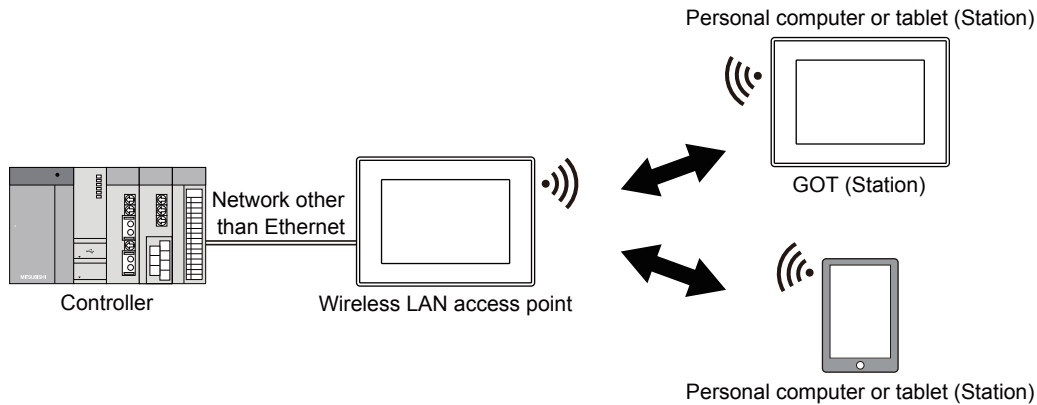 Personal computer or tablet (Station)
Network other
than Ethernet
GOT (Station)
MITSUBISHI
Controller
Wireless LAN access point
Personal computer or tablet (Station)